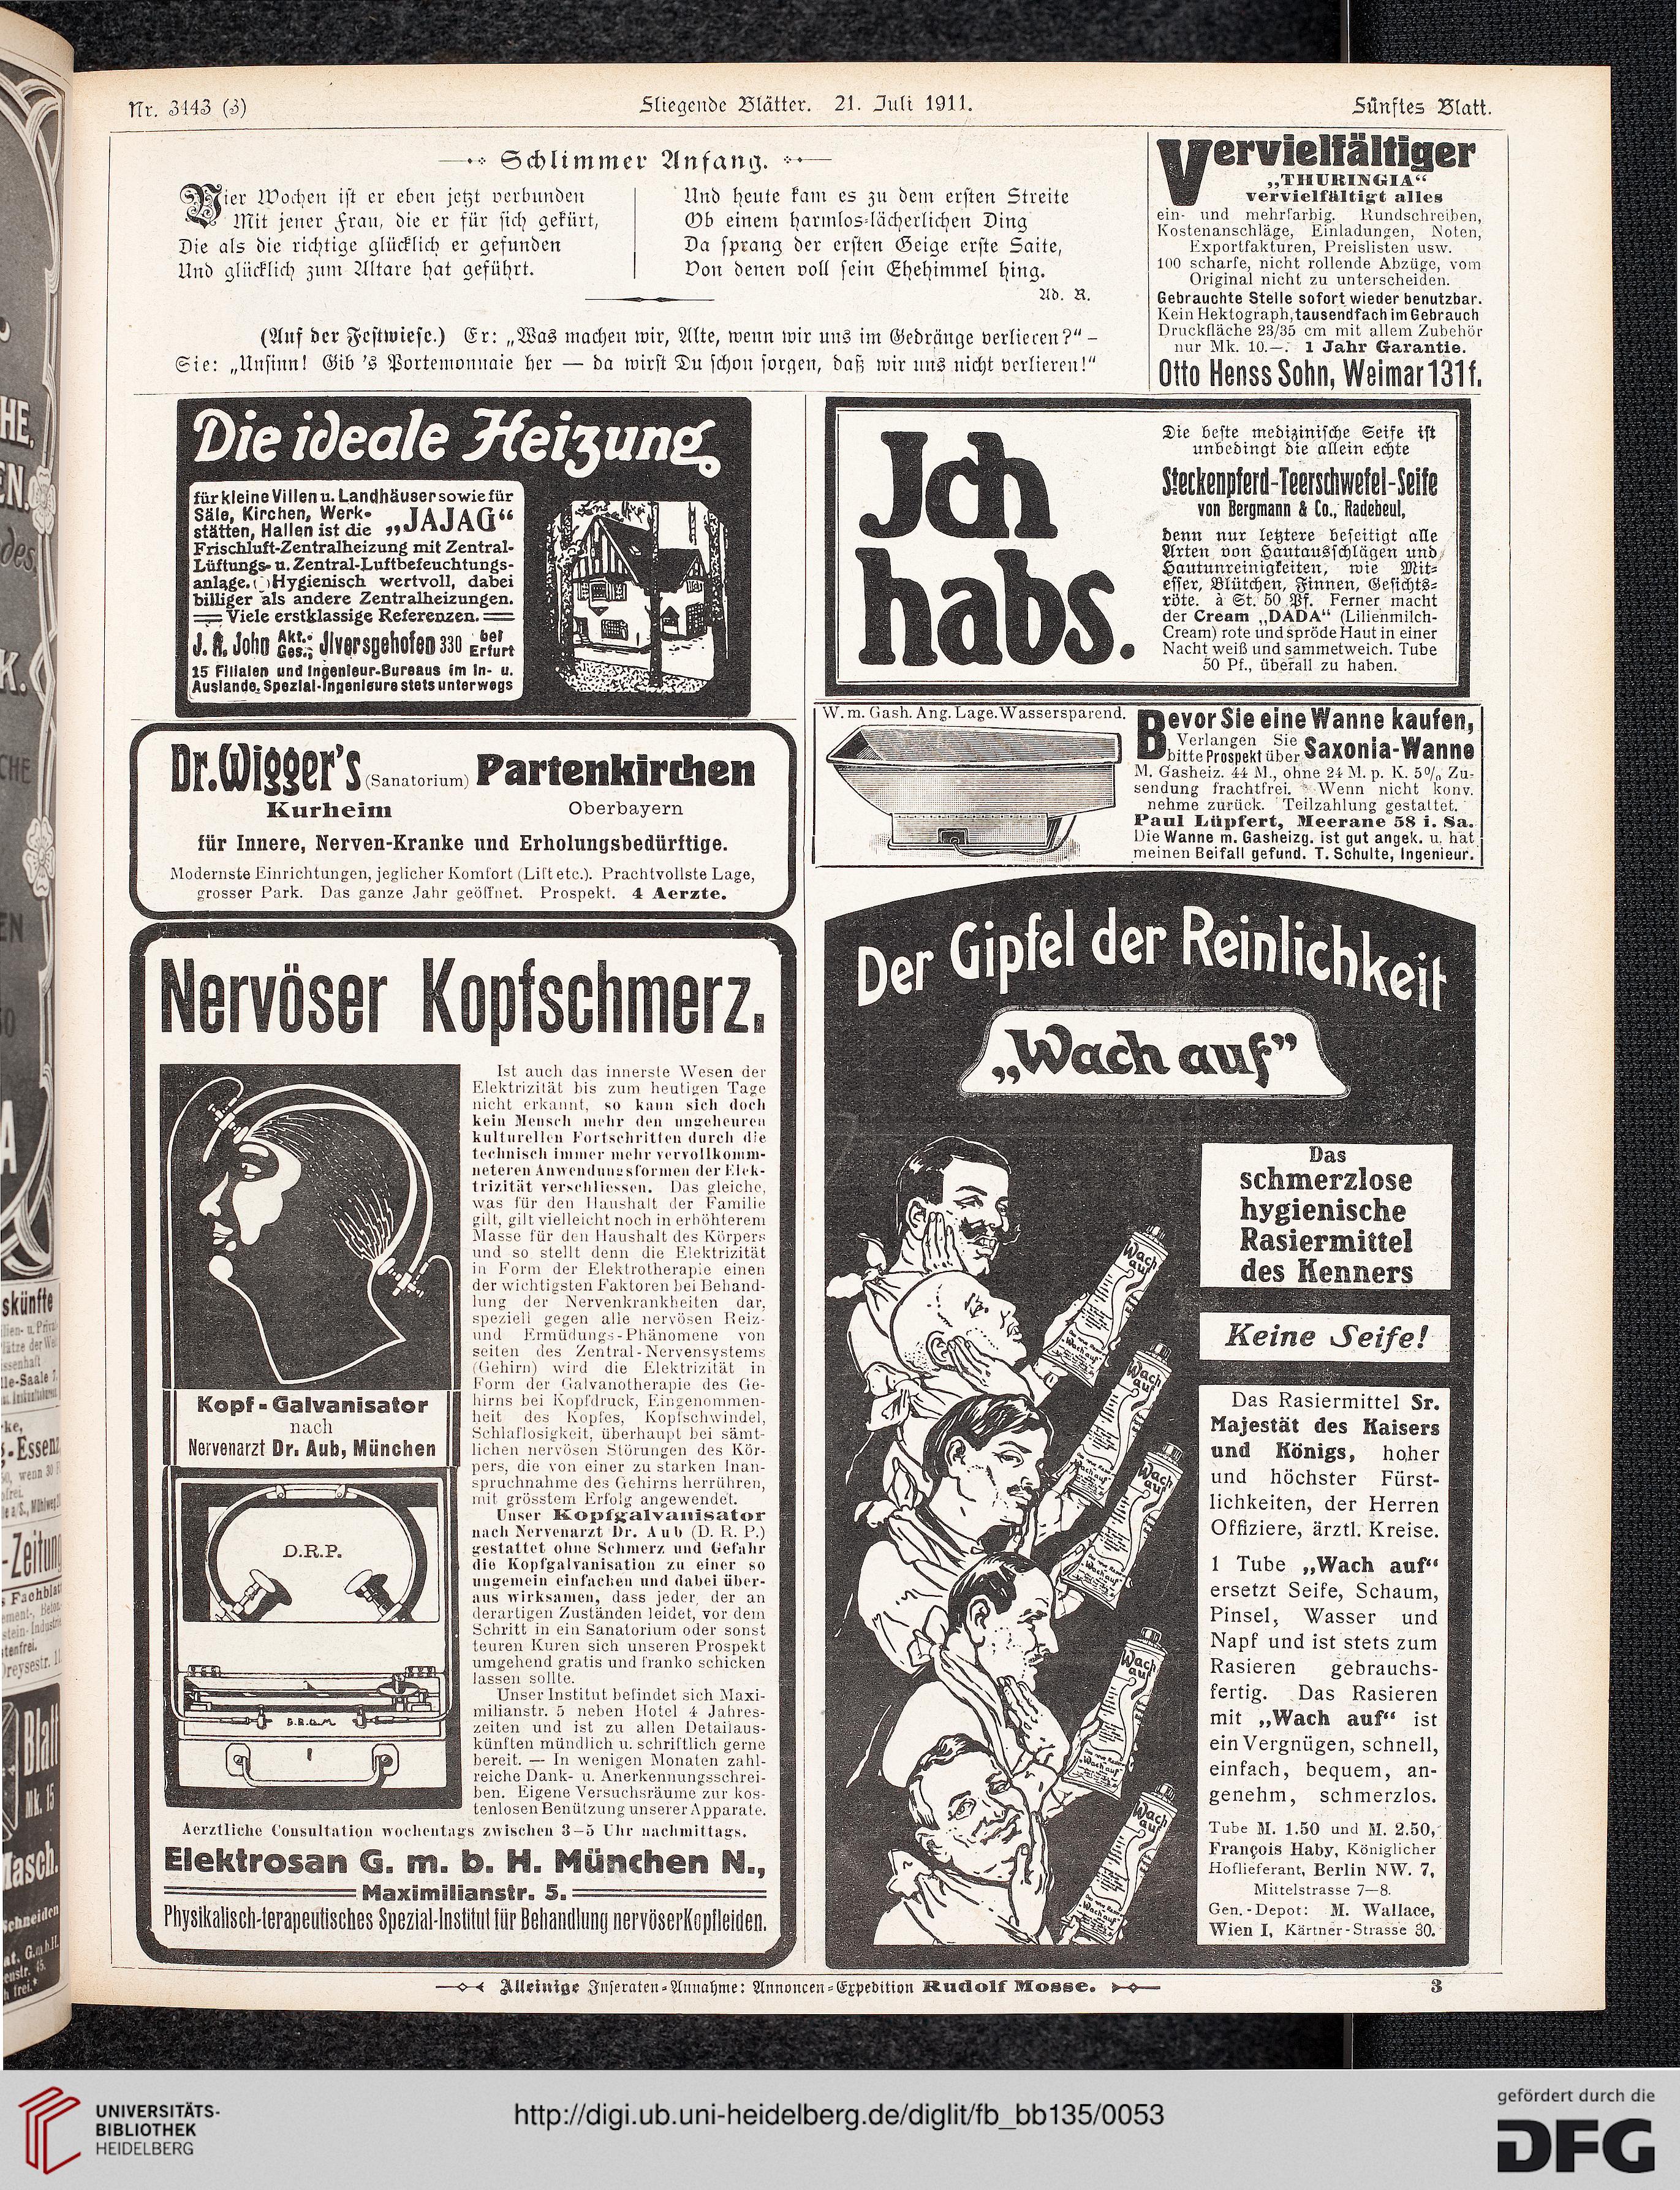 Nr. 3443 (3)
Fliegende Blätter. 21. Juli 1911.
Fünftes Blatt.
Schlimmer Anfang.
Vier Wochen ist er eben jetzt verbunden
Mit jener Frau, die er für sich gekürt,
Die als die richtige glücklich er gefunden
Und glücklich zum Altare hat geführt.
Und heute kam es zu dem ersten Streite
Ob einem harmlos-lächerlichen Ding
Da sprang der ersten Geige erste Saite,
Von denen voll sein Ehehimmel hing.
Ad. R.
(Auf der Festwiese.) Er: „Was machen wir, Alte, wenn wir uns im Gedränge verlieren?“ –
Sie: „Unsinn! Gib 's Portemonnaie her — da wirst Du schon sorgen, daß wir uns nicht verlieren!“
Vervielfältiger
„THURINGIA“
vervielfältigt alles
ein- und mehrfarbig. Rundschreiben,
Kostenanschläge, Einladungen, Noten,
Exportfakturen, Preislisten usw.
100 scharfe, nicht rollende Abzüge, vom
Original nicht zu unterscheiden.
Gebrauchte Stelle sofort wieder benutzbar.
Kein Hektograph, tausendfach im Gebrauch
Druckfläche 23/35 cm mit allem Zubehör
nur Mk. 10.—. 1 Jahr Garantie.
Otto Henss Sohn, Weimar 131 f.
Die ideale Heizung
für kleine Villen u. Landhäuser sowie für
Säle, Kirchen, Werk-
stätten, Hallen ist die „JAJAG“
Frischluft-Zentralheizung mit Zentral-
Lüftungs- u. Zentral-Luftbefeuchtungs-
anlage. Hygienisch wertvoll, dabei
billiger als andere Zentralheizungen.
Viele erstklassige Referenzen.
J. A. John Akt.-Ges., Jlversgehofen 330 bei Erfurt
15 Filialen und Ingenieur-Bureaus im In- u.
Auslande. Spezial-Ingenieure stets unterwegs
Jch
habs.
Die beste medizinische Seife ist
unbedingt die allein echte
Steckenpferd-Teerschwefel-Seife
von Bergmann & Co., Radebeul,
denn nur letztere beseitigt alle
Arten von Hautausschlägen und
Hautunreinigkeiten, wie Mit-
esser, Blütchen, Finnen, Gesichts-
röte. à St. 50 Pf. Ferner macht
der Cream „DADA“ (Lilienmilch-
Cream) rote und spröde Haut in einer
Nacht weiß und sammetweich. Tube
50 Pf., überall zu haben.
Dr. Wigger's (Sanatorium) Partenkirchen
Kurheim Oberbayern
für Innere, Nerven-Kranke und Erholungsbedürftige.
Modernste Einrichtungen, jeglicher Komfort (Lift etc.). Prachtvollste Lage,
grosser Park. Das ganze Jahr geöffnet. Prospekt. 4 Aerzte.
W. m. Gash. Ang. Lage. Wassersparend.
Bevor Sie eine Wanne kaufen,
Verlangen Sie
bitte Prospekt über Saxonia-Wanne
M. Gasheiz. 44 M., ohne 24 M. p. K. 5% Zu-
sendung frachtfrei. Wenn nicht konv.
nehme zurück. Teilzahlung gestattet.
Paul Lüpfert, Meerane 58 i. Sa.
Die Wanne m. Gasheizg. ist gut angek. u. hat
meinen Beifall gefund. T. Schulte, Ingenieur.
Nervöser Kopfschmerz.
Kopf-Galvanisator
nach
Nervenarzt Dr. Aub, München
D.R.P.
Ist auch das innerste Wesen der
Elektrizität bis zum heutigen Tage
nicht erkannt, so kann sich doch
kein Mensch mehr den ungeheuren
kulturellen Fortschritten durch die
technisch immer mehr vervollkomm-
neteren Anwendungsformen der Elek-
trizität verschliessen. Das gleiche,
was für den Haushalt der Familie
gilt, gilt vielleicht noch in erhöhterem
Masse für den Haushalt des Körpers
und so stellt denn die Elektrizität
in Form der Elektrotherapie einen
der wichtigsten Faktoren bei Behand-
lung der Nervenkrankheiten dar,
speziell gegen alle nervösen Reiz-
und Ermüdungs-Phänomene von
seiten des Zentral-Nervensystems
(Gehirn) wird die Elektrizität in
Form der Galvanotherapie des Ge-
hirns bei Kopfdruck, Eingenommen-
heit des Kopfes, Kopfschwindel,
Schlaflosigkeit, überhaupt bei sämt-
lichen nervösen Störungen des Kör-
pers, die von einer zu starken Inan-
spruchnahme des Gehirns herrühren,
mit grösstem Erfolg angewendet.
Unser Kopfgalvanisator
nach Nervenarzt Dr. Aub (D. R. P.)
gestattet ohne Schmerz und Gefahr
die Kopfgalvanisation zu einer so
ungemein einfachen und dabei über-
aus wirksamen, dass jeder, der an
derartigen Zuständen leidet, vor dem
Schritt in ein Sanatorium oder sonst
teuren Kuren sich unseren Prospekt
umgehend gratis und franko schicken
lassen sollte.
Unser Institut befindet sich Maxi-
milianstr. 5 neben Hotel 4 Jahres-
zeiten und ist zu allen Detailaus-
künften mündlich u. schriftlich gerne
bereit. — In wenigen Monaten zahl-
reiche Dank- u. Anerkennungsschrei-
ben. Eigene Versuchsräume zur kos-
tenlosen Benützung unserer Apparate.
Aerztliche Consultation wochentags zwischen 3–5 Uhr nachmittags.
Elektrosan G. m. b. H. München N.,
Maximilianstr. 5.
Physikalisch-terapeutisches Spezial-Institut für Behandlung nervöser Kopfleiden.
Der Gipfel der Reinlichkeit
„Wach auf”
Das
schmerzlose
hygienische
Rasiermittel
des Kenners
Keine Seife!
Das Rasiermittel Sr.
Majestät des Kaisers
und Königs, hoher
und höchster Fürst-
lichkeiten, der Herren
Offiziere, ärztl. Kreise.
1 Tube „Wach auf“
ersetzt Seife, Schaum,
Pinsel, Wasser und
Napf und ist stets zum
Rasieren gebrauchs-
fertig. Das Rasieren
mit „Wach auf“ ist
ein Vergnügen, schnell,
einfach, bequem, an-
genehm, schmerzlos.
Tube M. 1.50 und M. 2.50,
François Haby, Königlicher
Hoflieferant, Berlin NW. 7,
Mittelstrasse 7—8.
Gen.-Depot: M. Wallace,
Wien I, Kärtner-Strasse 30.
Wach auf
Wach auf
Wach auf
Wach auf
Wach auf
Alleinige Inseraten-Annahme: Annoncen-Expedition Rudolf Mosse.
3
UNIVERSITÄTS-
BIBLIOTHEK
HEIDELBERG
http://digi.ub.uni-heidelberg.de/diglit/fb_bb135/0053
gefördert durch die
DFG